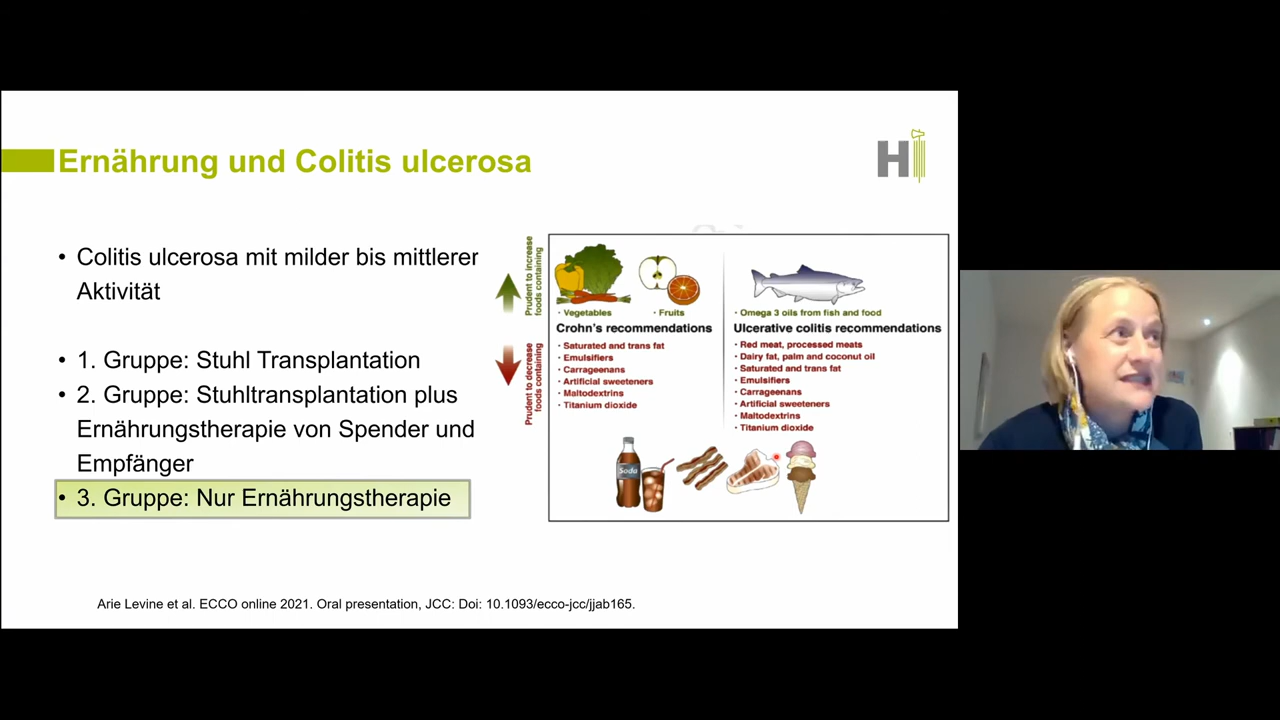 Ernährung und Colitis ulcerosa
H
• Colitis ulcerosa mit milder bis mittlerer
Aktivität
• 1. Gruppe: Stuhl Transplantation
• 2. Gruppe: Stuhltransplantation plus
Ernährungstherapie von Spender und
Empfänger
• 3. Gruppe: Nur Ernährungstherapie
Prudent to increase
foods containing
Prudent to decrease
foods containing
• Vegetables
• Fruits
Crohn's recommendations
• Saturated and trans fat
• Emulsifiers
• Carrageenans
• Artificial sweeteners
• Maltodextrins
• Titanium dioxide
• Omega 3 oils from fish and food
Ulcerative colitis recommendations
• Red meat, processed meats
• Dairy fat, palm and coconut oil
• Saturated and trans fat
• Emulsifiers
• Carrageenans
• Artificial sweeteners
• Maltodextrins
• Titanium dioxide
Soda
Arie Levine et al. ECCO online 2021. Oral presentation, JCC: Doi: 10.1093/ecco-jcc/jjab165.